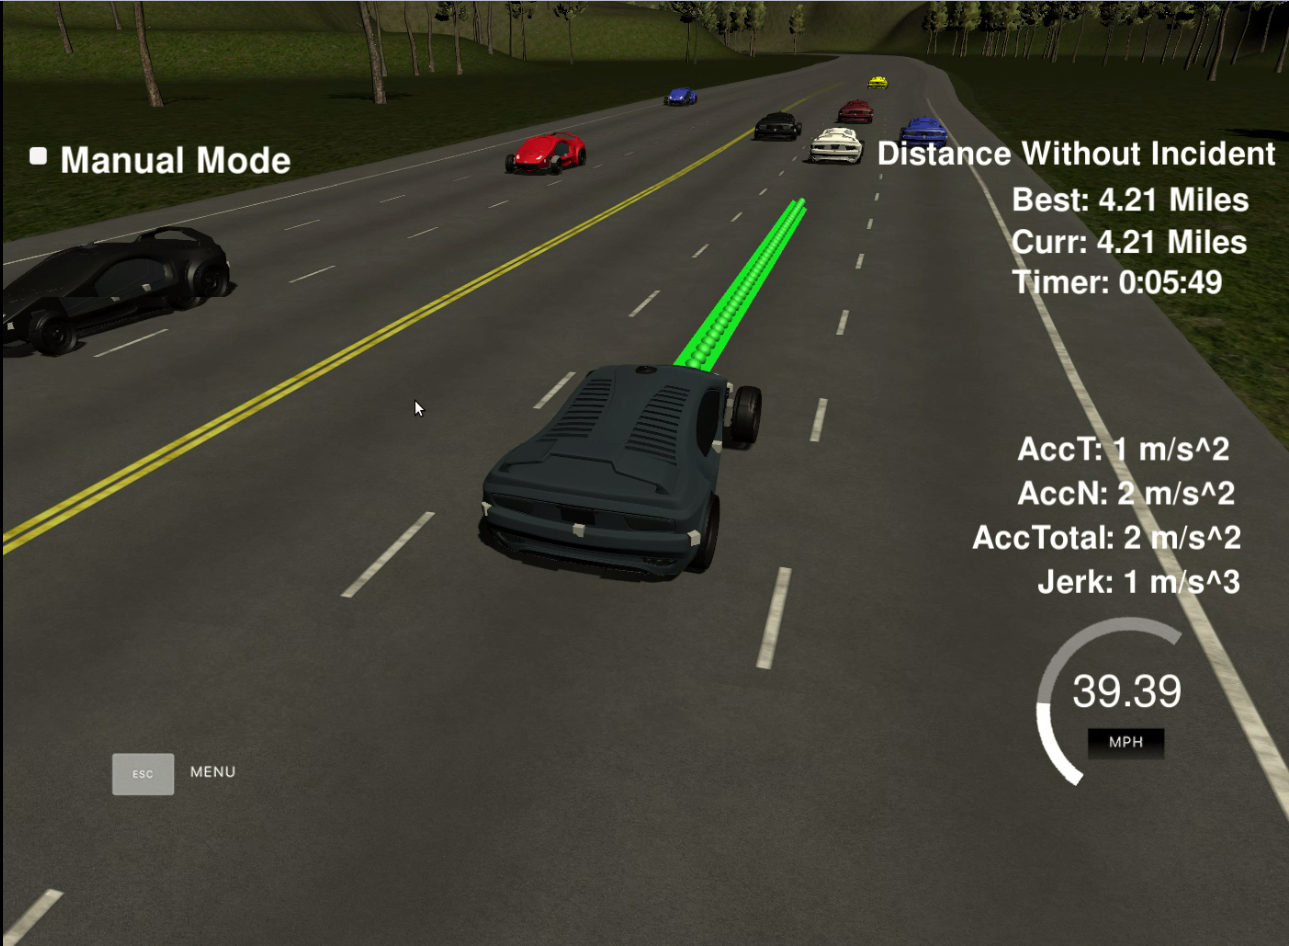 Manual Mode
Distance Without Incident
Best: 4.21 Miles
Curr: 4.21 Miles
Timer: 0:05:49
AccT: 1 m/s^2
AccN: 2 m/s^2
AccTotal: 2 m/s^2
Jerk: 1 m/s^3
39.39
MPH
ESC MENU